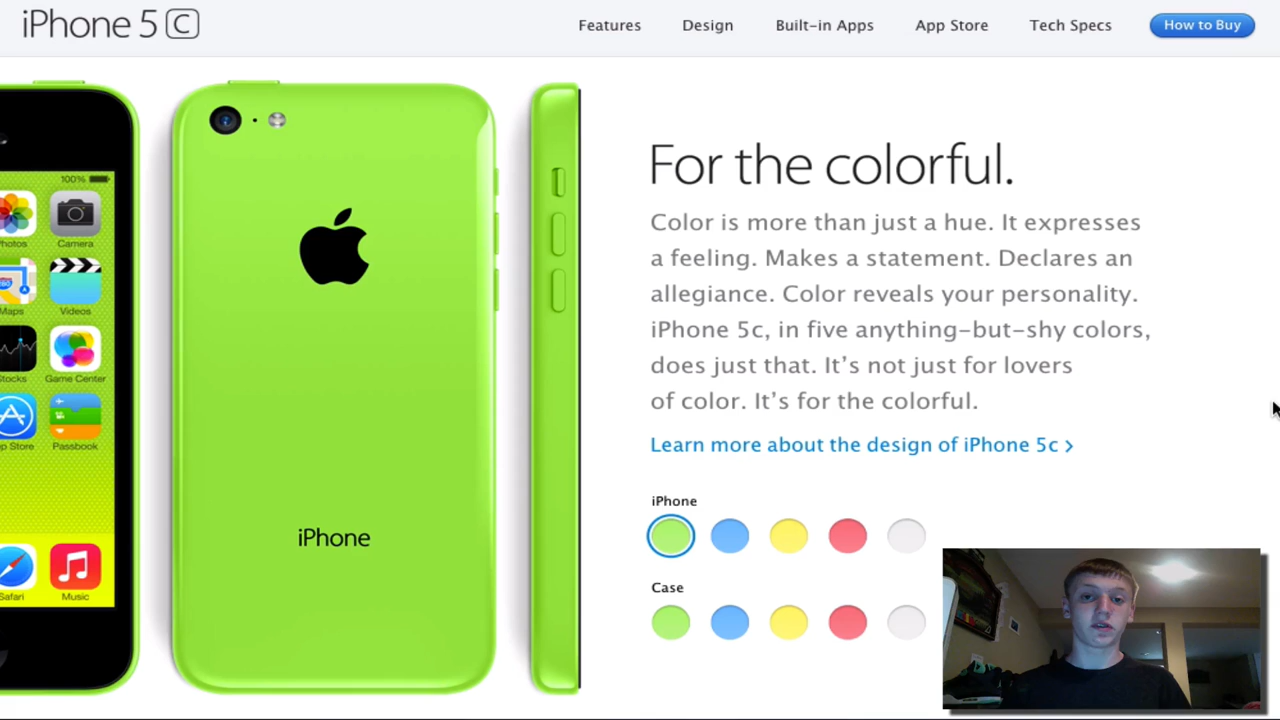 iPhone 5 C
Features Design Built-in Apps App Store Tech Specs How to Buy
100%
Photos Camera
Maps Videos
Stocks Game Center
App Store Passbook
Safari Music
iPhone
For the colorful.
Color is more than just a hue. It expresses
a feeling. Makes a statement. Declares an
allegiance. Color reveals your personality.
iPhone 5c, in five anything-but-shy colors,
does just that. It's not just for lovers
of color. It's for the colorful.
Learn more about the design of iPhone 5c >
iPhone
Case